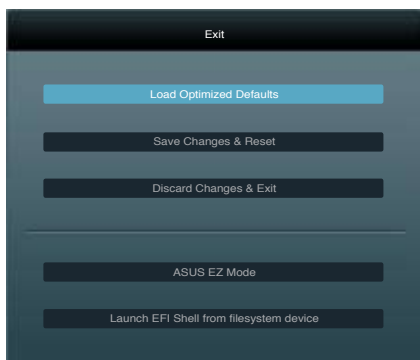 Exit
Load Optimized Defaults
Save Changes & Reset
Discard Changes & Exit
ASUS EZ Mode
Launch EFI Shell from filesystem device